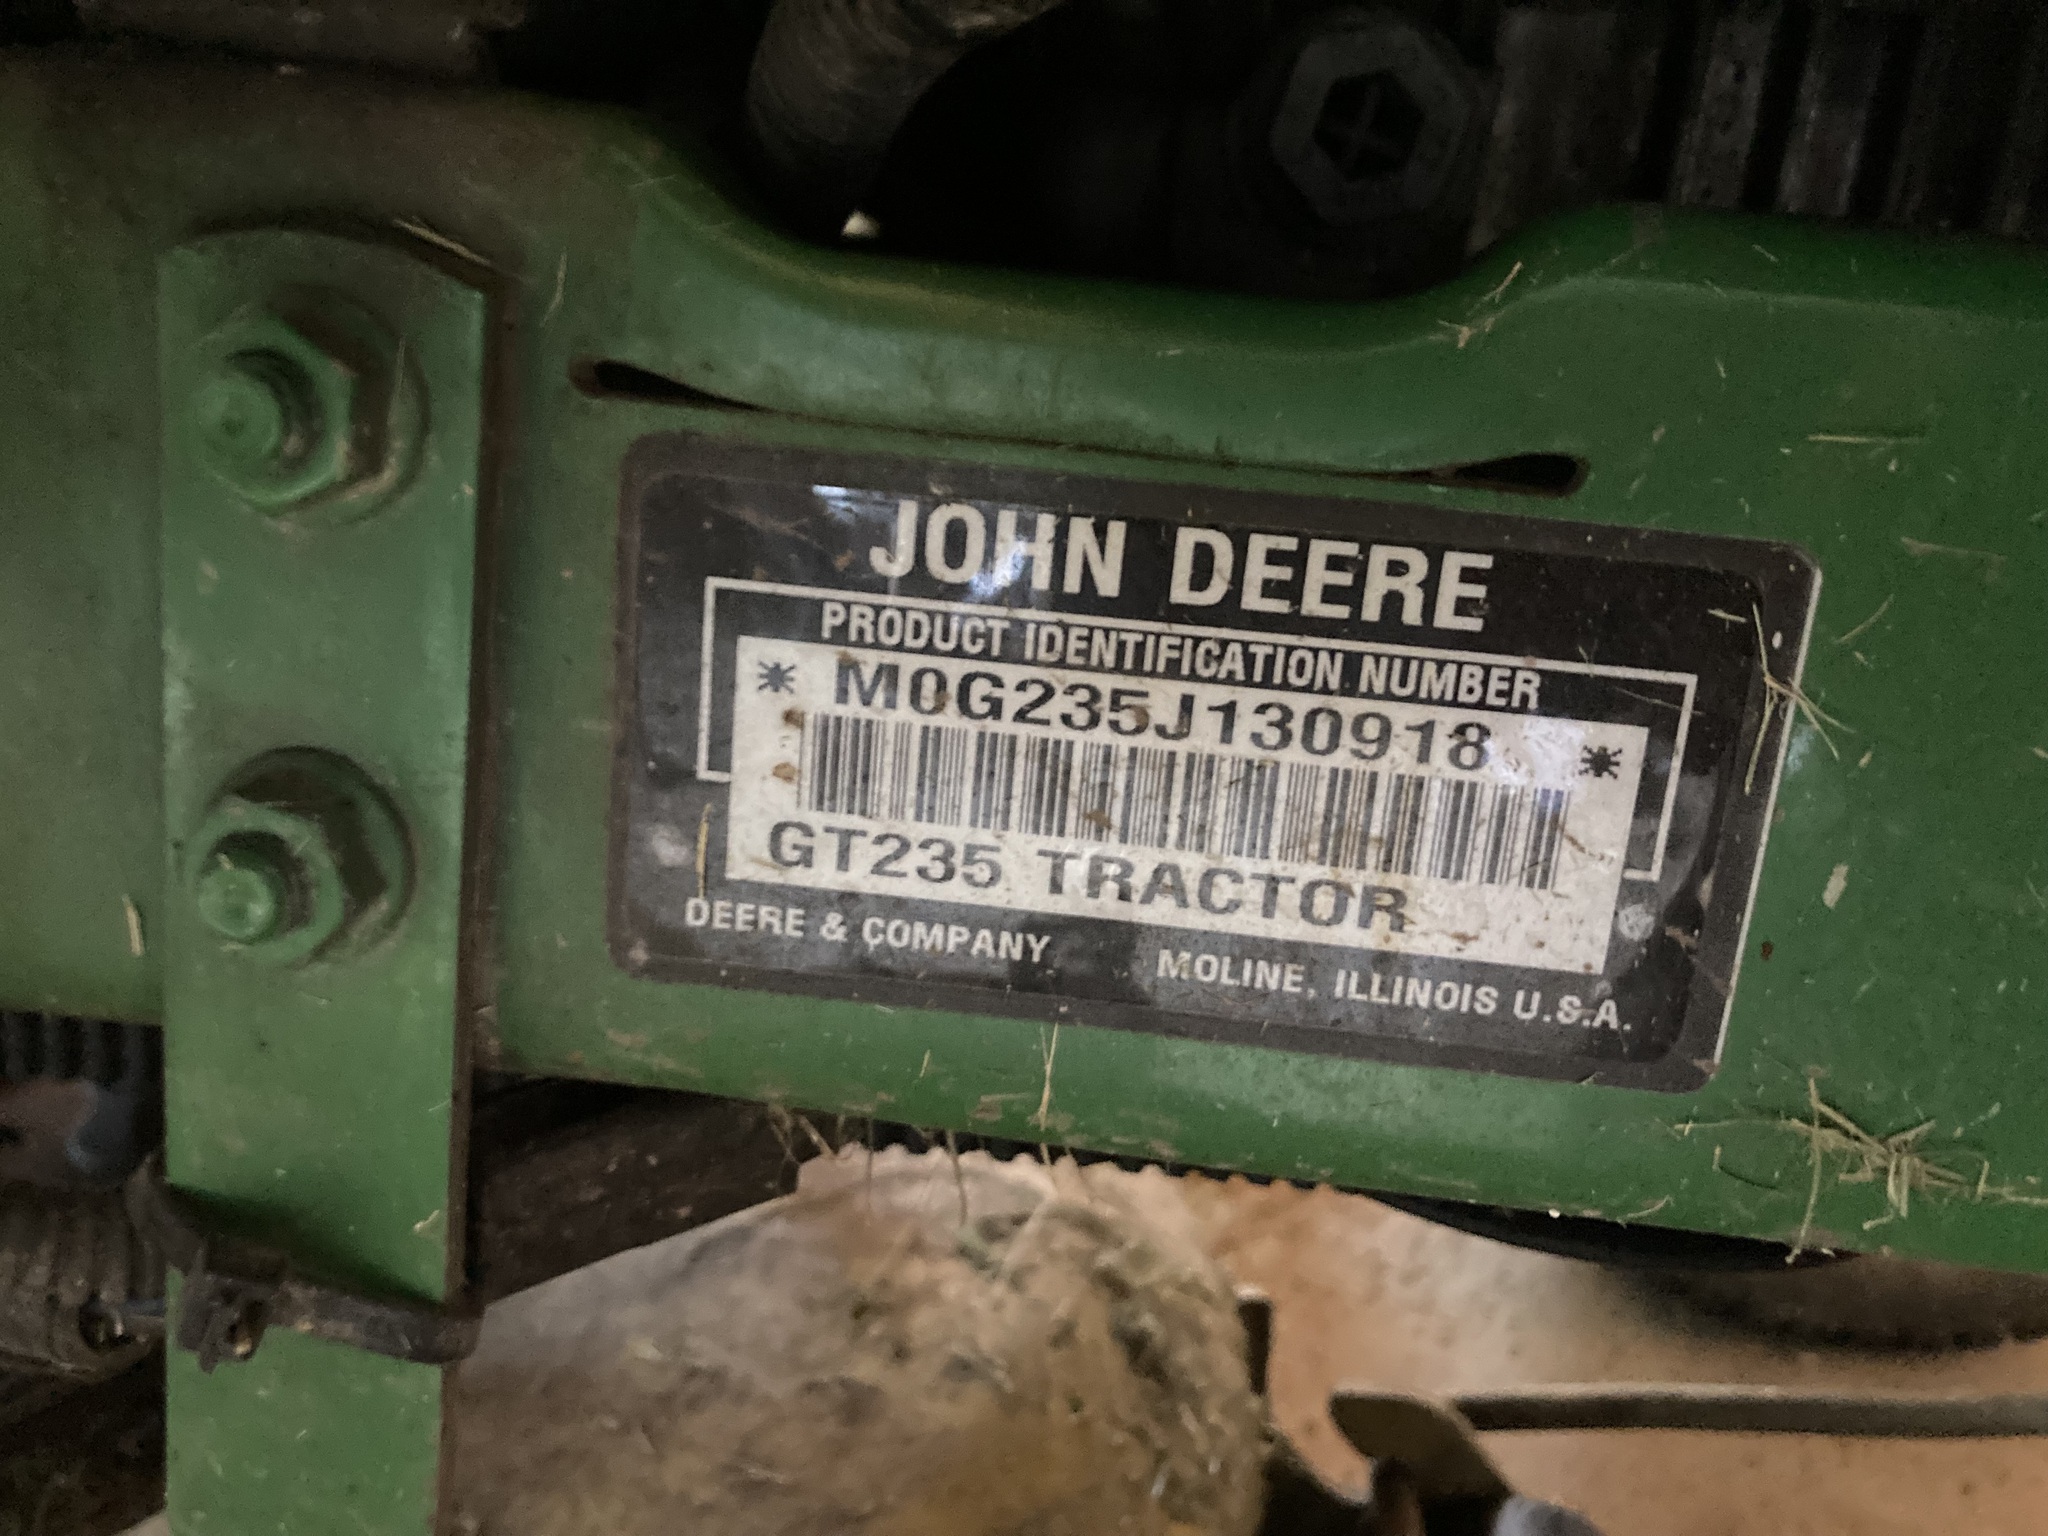 JOHN DEERE
PRODUCT IDENTIFICATION NUMBER
* M0G235J130918 *
GT235 TRACTOR
DEERE & COMPANY MOLINE, ILLINOIS U.S.A.